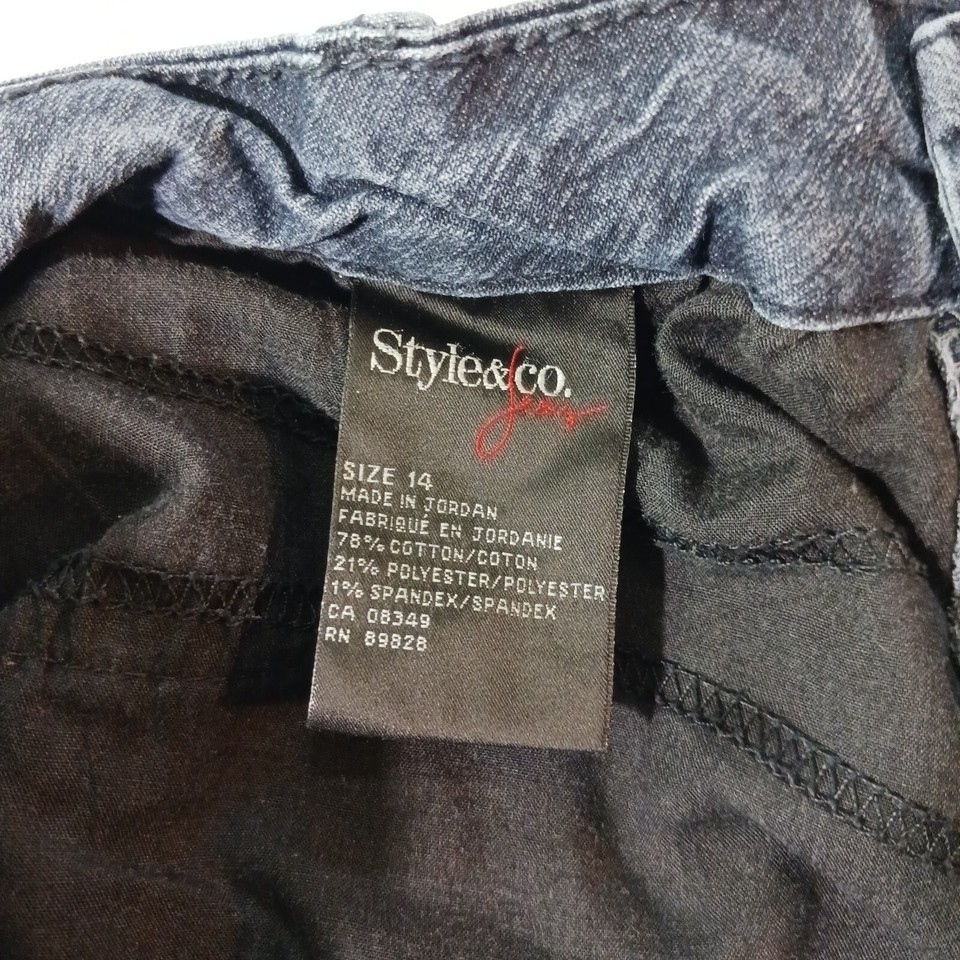 Style&co.
Jeans
SIZE 14
MADE IN JORDAN
FABRIQUÉ EN JORDANIE
78% COTTON/COTON
21% POLYESTER/POLYESTER
1% SPANDEX/SPANDEX
CA 08349
RN 89828